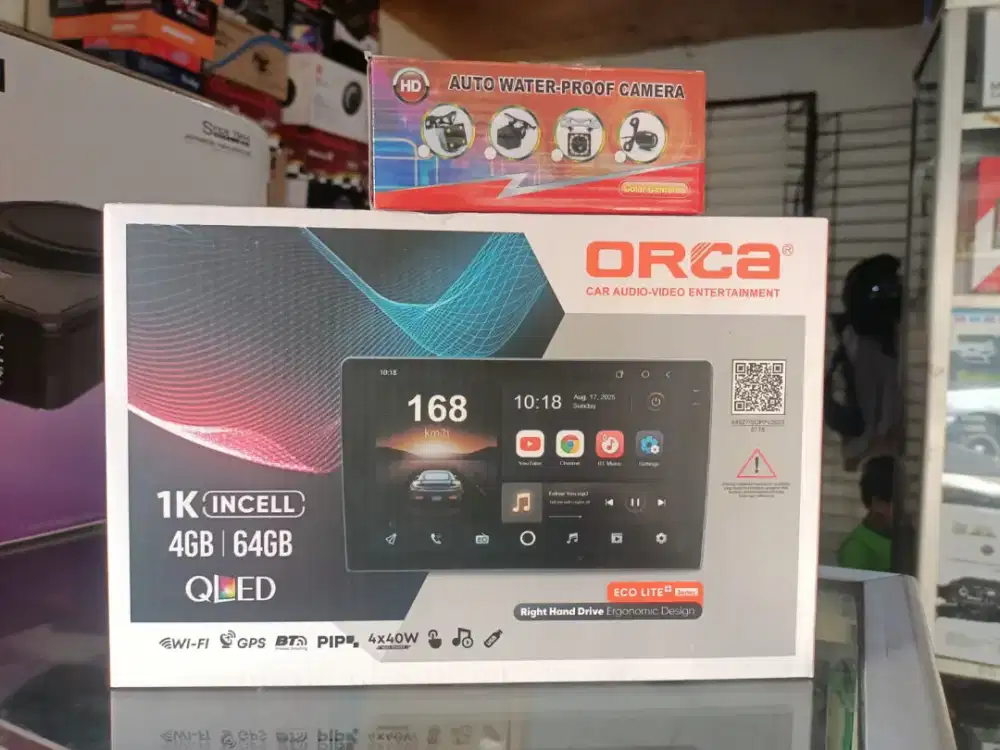 HD
AUTO WATER-PROOF CAMERA
ORCA®
CAR AUDIO-VIDEO ENTERTAINMENT
10:18
168
km/h
10:18
Aug. 17, 2025
Sunday
YouTube
Chrome
Settings
1K INCELL
4GB | 64GB
QLED
ECO LITE+ Series
Right Hand Drive Ergonomic Design
WI-FI
GPS
BT
PIP
4x40W